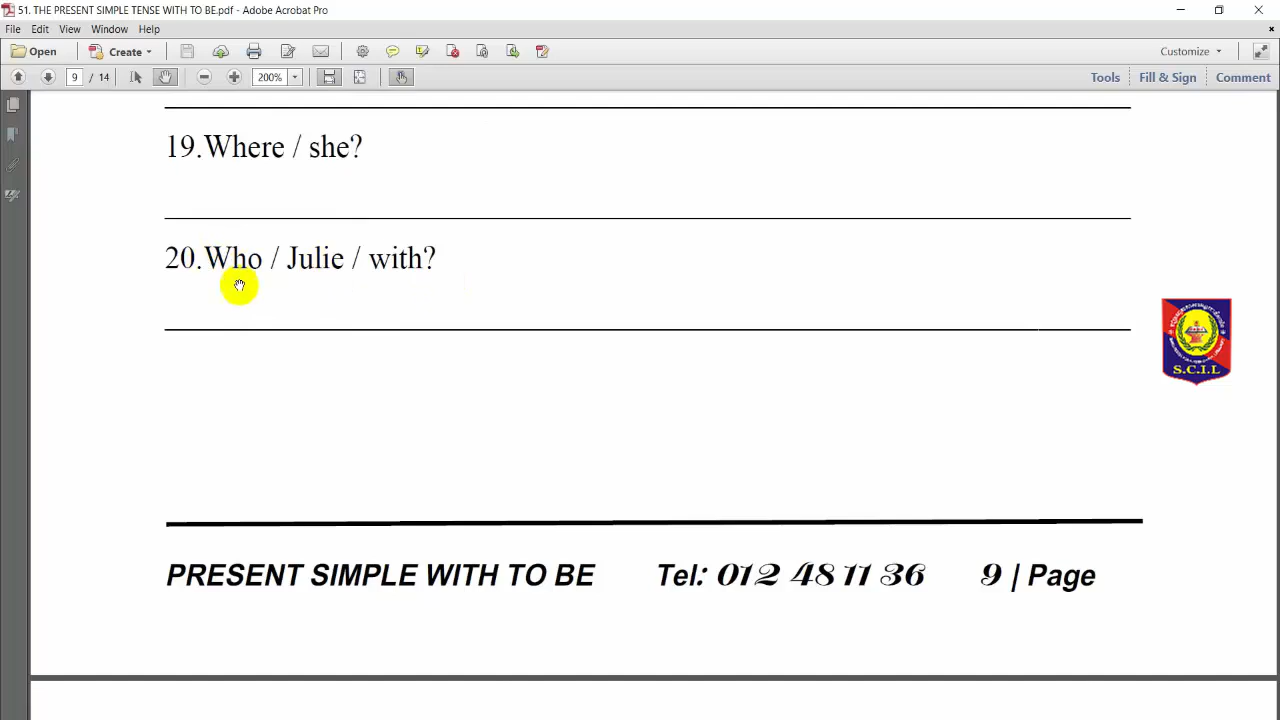 51. THE PRESENT SIMPLE TENSE WITH TO BE.pdf - Adobe Acrobat Pro
File Edit View Window Help
Open Create Customize
9 / 14 200% Tools Fill & Sign Comment
19.Where / she?
20.Who / Julie / with?
S.C.I.L
PRESENT SIMPLE WITH TO BE Tel: 012 48 11 36 9 | Page